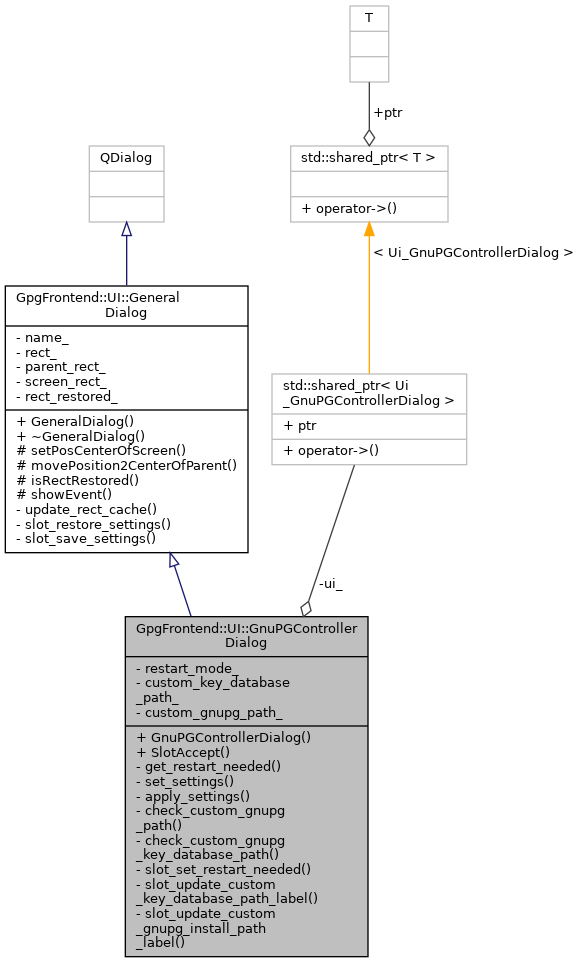 T
+ptr
QDialog
std::shared_ptr< T >
+ operator->()
< Ui_GnuPGControllerDialog >
GpgFrontend::UI::General
Dialog
- name_
- rect_
- parent_rect_
- screen_rect_
- rect_restored_
+ GeneralDialog()
+ ~GeneralDialog()
# setPosCenterOfScreen()
# movePosition2CenterOfParent()
# isRectRestored()
# showEvent()
- update_rect_cache()
- slot_restore_settings()
- slot_save_settings()
std::shared_ptr< Ui
_GnuPGControllerDialog >
+ ptr
+ operator->()
-ui_
GpgFrontend::UI::GnuPGController
Dialog
- restart_mode_
- custom_key_database
_path_
- custom_gnupg_path_
+ GnuPGControllerDialog()
+ SlotAccept()
- get_restart_needed()
- set_settings()
- apply_settings()
- check_custom_gnupg
_path()
- check_custom_gnupg
_key_database_path()
- slot_set_restart_needed()
- slot_update_custom
_key_database_path_label()
- slot_update_custom
_gnupg_install_path
_label()